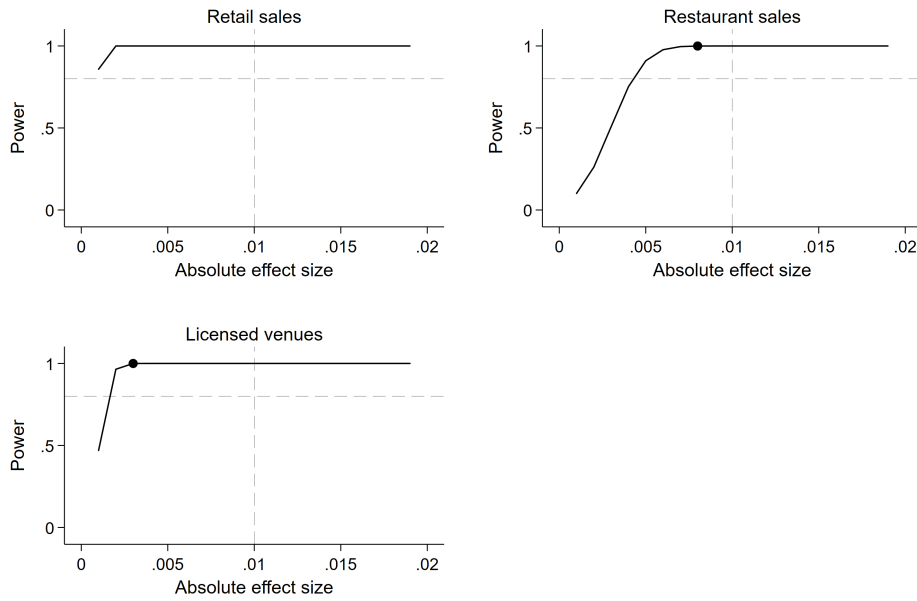 Retail sales
Power
1
.5
0
0 .005 .01 .015 .02
Absolute effect size
Restaurant sales
Power
1
.5
0
0 .005 .01 .015 .02
Absolute effect size
Licensed venues
Power
1
.5
0
0 .005 .01 .015 .02
Absolute effect size